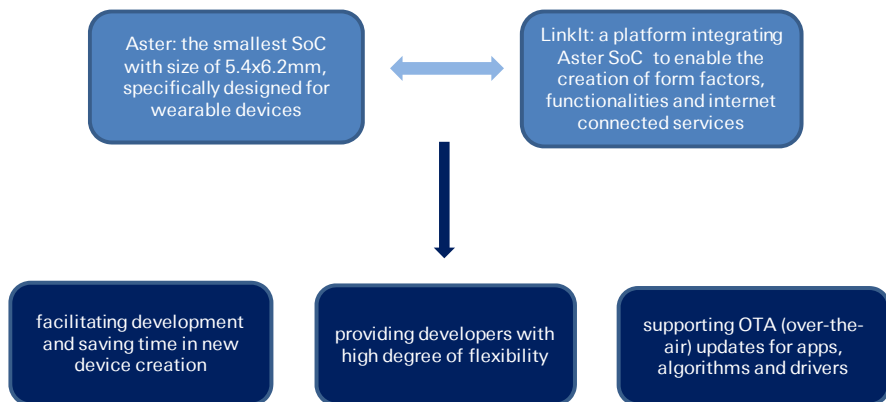 Aster: the smallest SoC
with size of 5.4x6.2mm,
specifically designed for
wearable devices
LinkIt: a platform integrating
Aster SoC to enable the
creation of form factors,
functionalities and internet
connected services
facilitating development
and saving time in new
device creation
providing developers with
high degree of flexibility
supporting OTA (over-the-
air) updates for apps,
algorithms and drivers